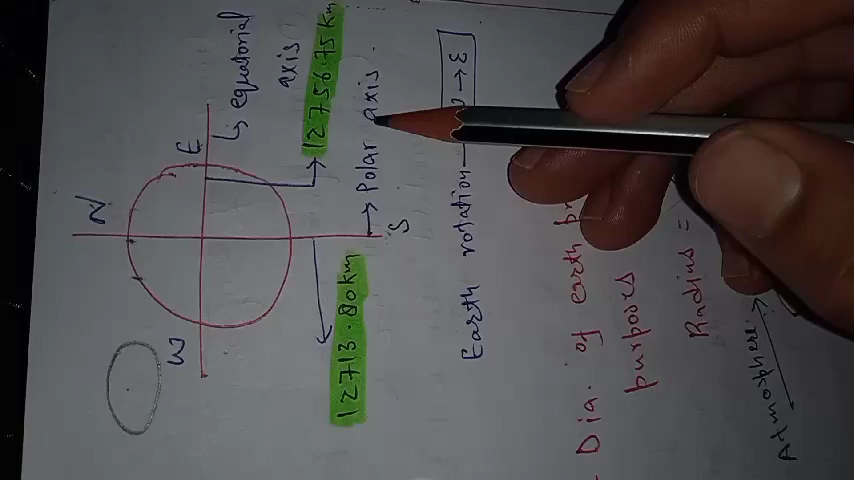 N
W
E
S
↳ equatorial
axis
12756.75 Km
→ Polar axis.
12713.80 Km
Earth rotation → E
- Dia. of earth
purposes
Radius =
Atmosphere :→